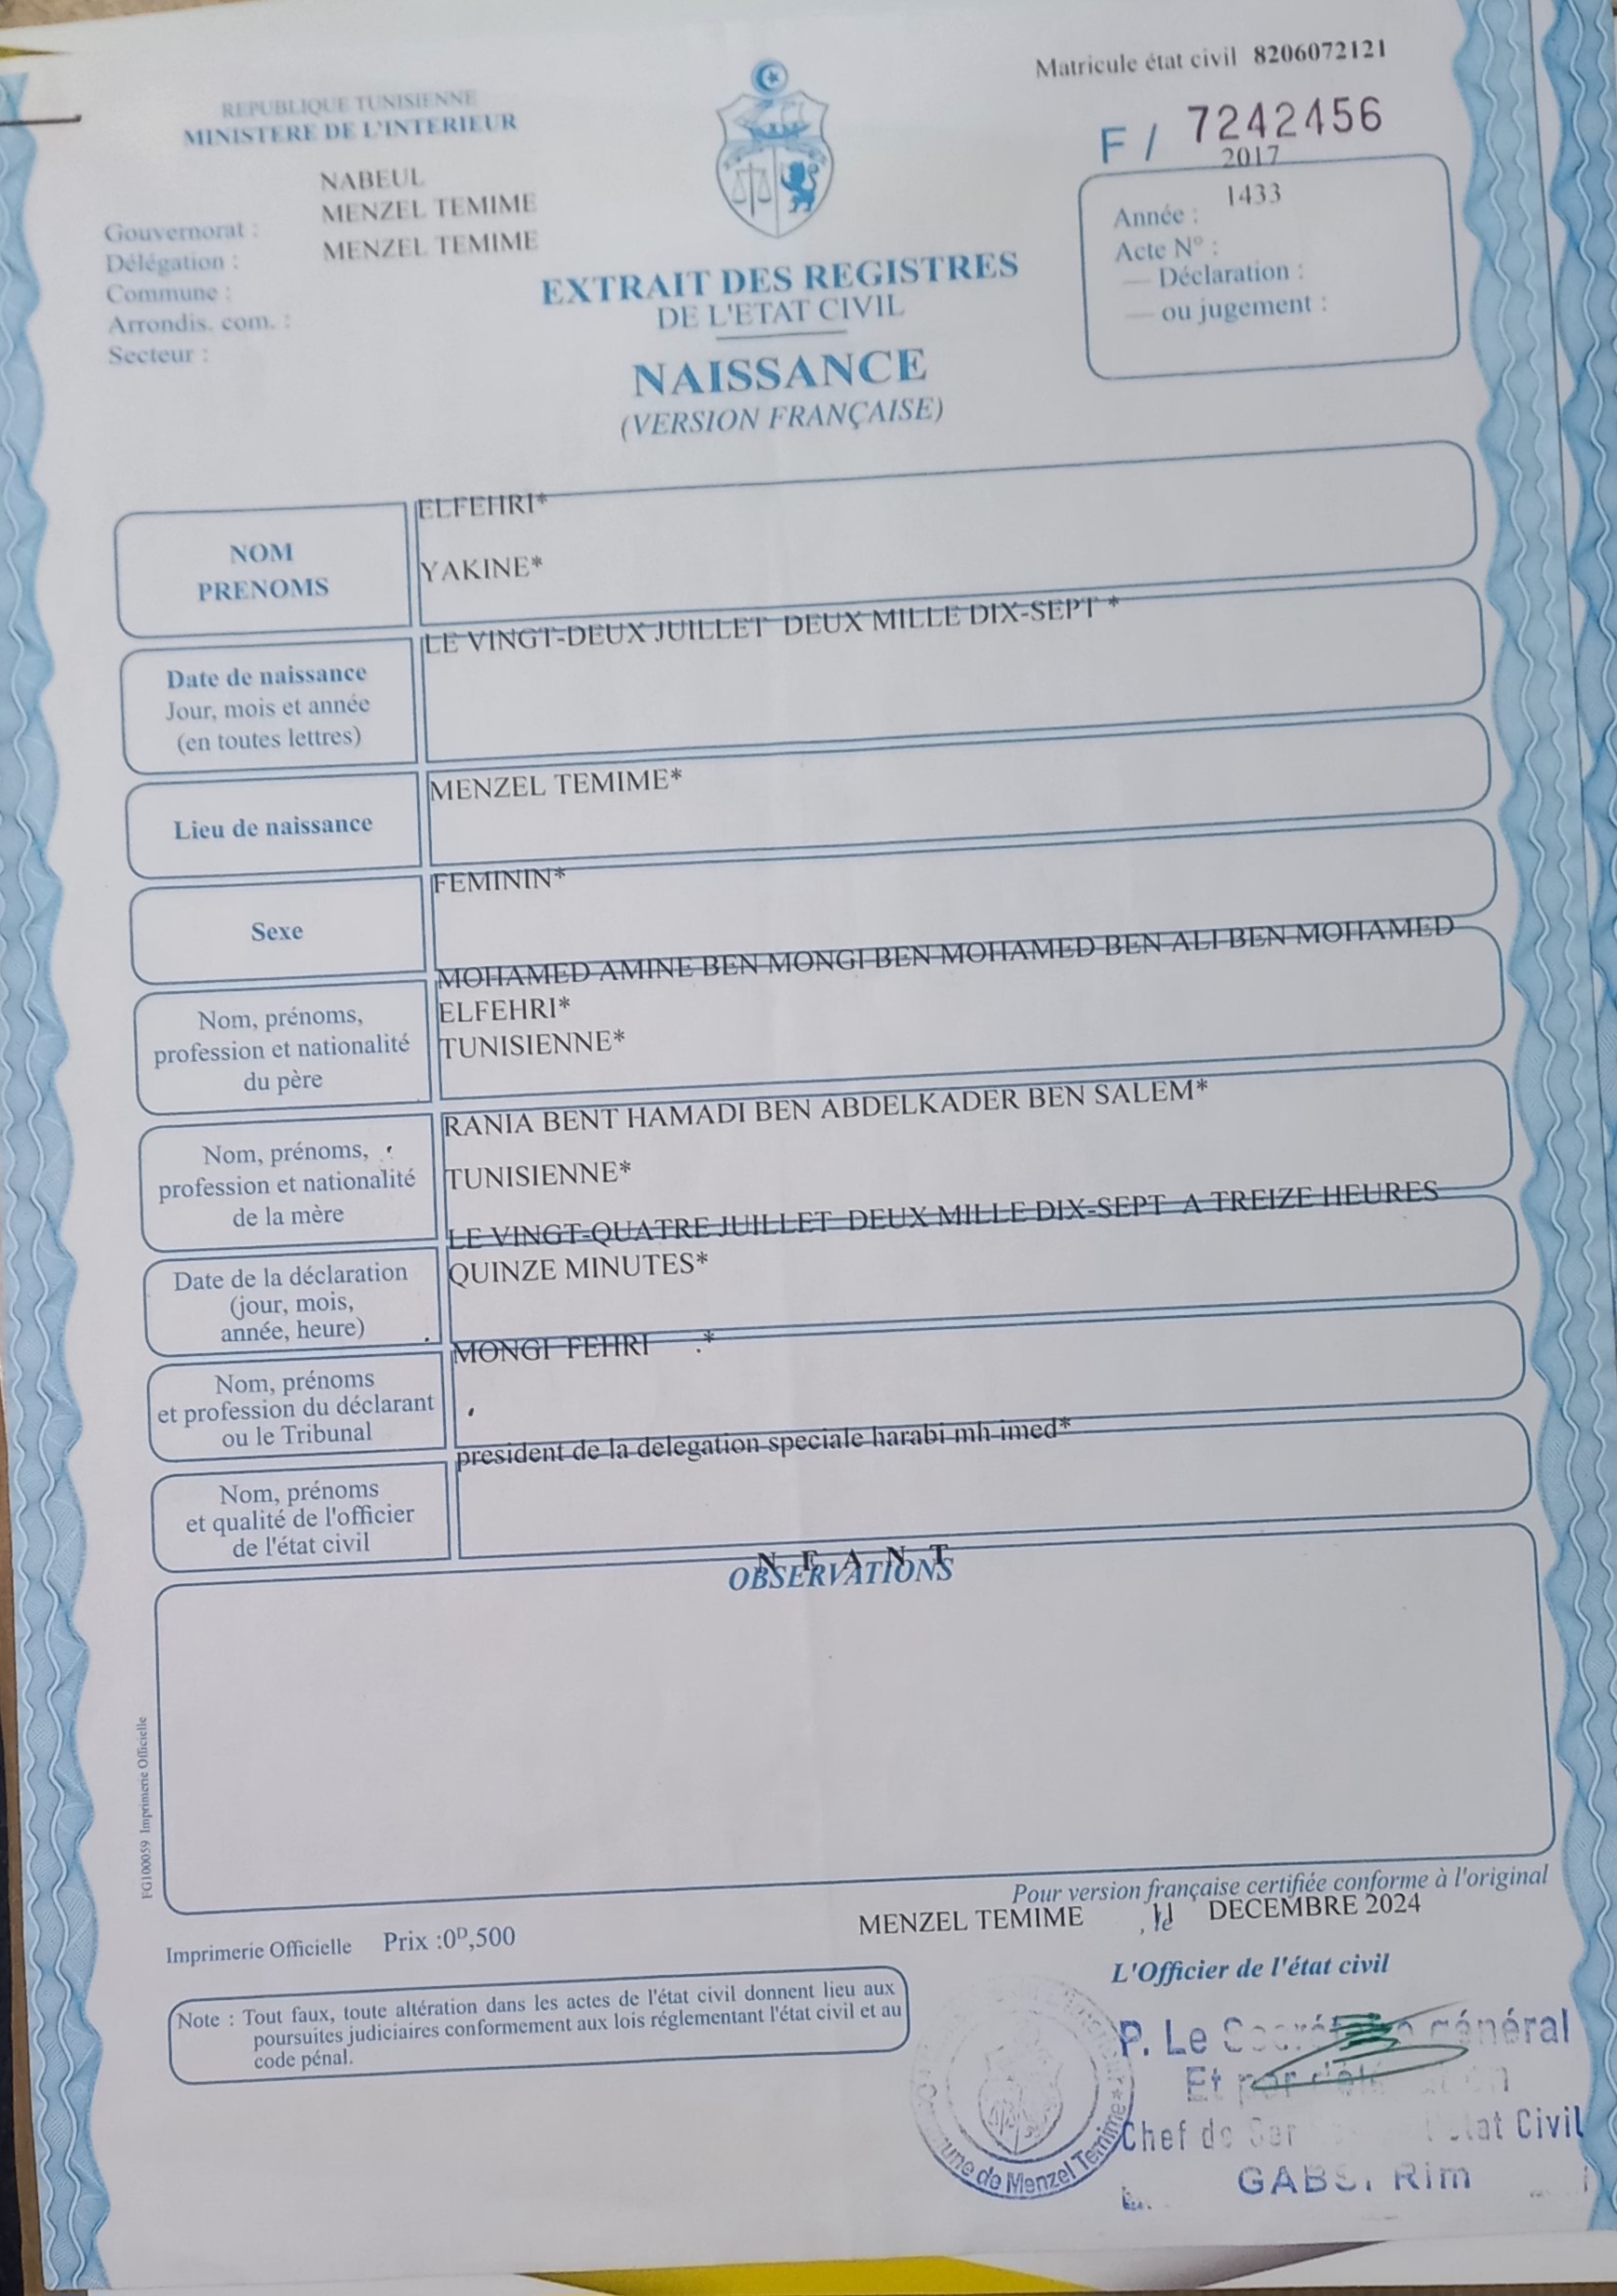 Matricule état civil 8206072121
REPUBLIQUE TUNISIENNE
MINISTERE DE L'INTERIEUR
F / 7242456
NABEUL
MENZEL TEMIME
MENZEL TEMIME
Gouvernorat :
Délégation :
Commune :
Arrondis. com. :
Secteur :
2017
1433
Année :
Acte N° :
— Déclaration :
— ou jugement :
EXTRAIT DES REGISTRES
DE L'ETAT CIVIL
NAISSANCE
(VERSION FRANÇAISE)
NOM
PRENOMS
ELFEHRI*
YAKINE*
Date de naissance
Jour, mois et année
(en toutes lettres)
LE VINGT-DEUX JUILLET DEUX MILLE DIX-SEPT *
Lieu de naissance
MENZEL TEMIME*
Sexe
FEMININ*
Nom, prénoms,
profession et nationalité
du père
MOHAMED AMINE BEN MONGI BEN MOHAMED BEN ALI BEN MOHAMED
ELFEHRI*
TUNISIENNE*
Nom, prénoms,
profession et nationalité
de la mère
RANIA BENT HAMADI BEN ABDELKADER BEN SALEM*
TUNISIENNE*
Date de la déclaration
(jour, mois,
année, heure)
LE VINGT-QUATRE JUILLET DEUX MILLE DIX-SEPT A TREIZE HEURES
QUINZE MINUTES*
Nom, prénoms
et profession du déclarant
ou le Tribunal
MONGI FEHRI .*
Nom, prénoms
et qualité de l'officier
de l'état civil
president de la delegation speciale harabi mh imed*
N E A N T
OBSERVATIONS
FG100059 Imprimerie Officielle
Pour version française certifiée conforme à l'original
MENZEL TEMIME , le 11 DECEMBRE 2024
Imprimerie Officielle Prix :0D,500
L'Officier de l'état civil
Note : Tout faux, toute altération dans les actes de l'état civil donnent lieu aux
poursuites judiciaires conformement aux lois réglementant l'état civil et au
code pénal.
P. Le Secrétaire général
Et par
Chef de Etat Civil
GABSI Rim
Commune de Menzel Temime